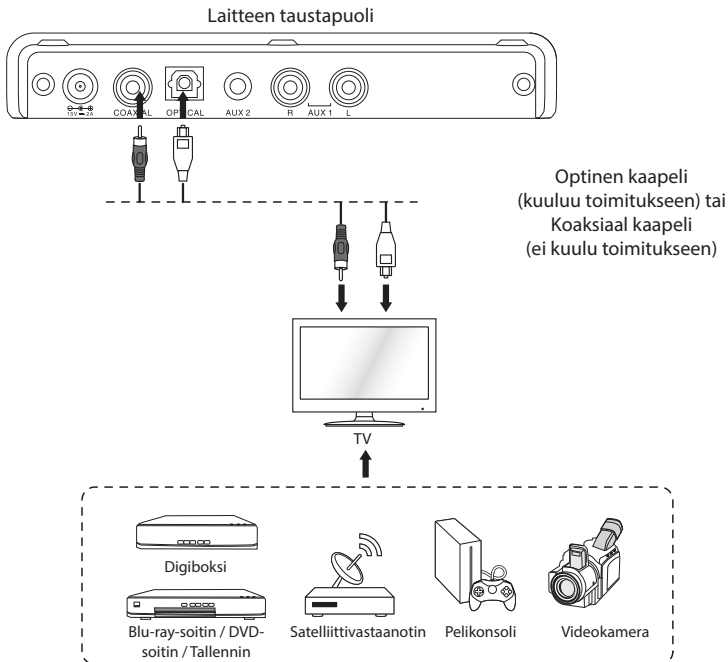 Laitteen taustapuoli
15V 2A
COAXIAL
OPTICAL
AUX 2
R
AUX 1
L
Optinen kaapeli
(kuuluu toimitukseen) tai
Koaksiaal kaapeli
(ei kuulu toimitukseen)
TV
Digiboksi
Blu-ray-soitin / DVD-
soitin / Tallennin
Satelliittivastaanotin
Pelikonsoli
Videokamera